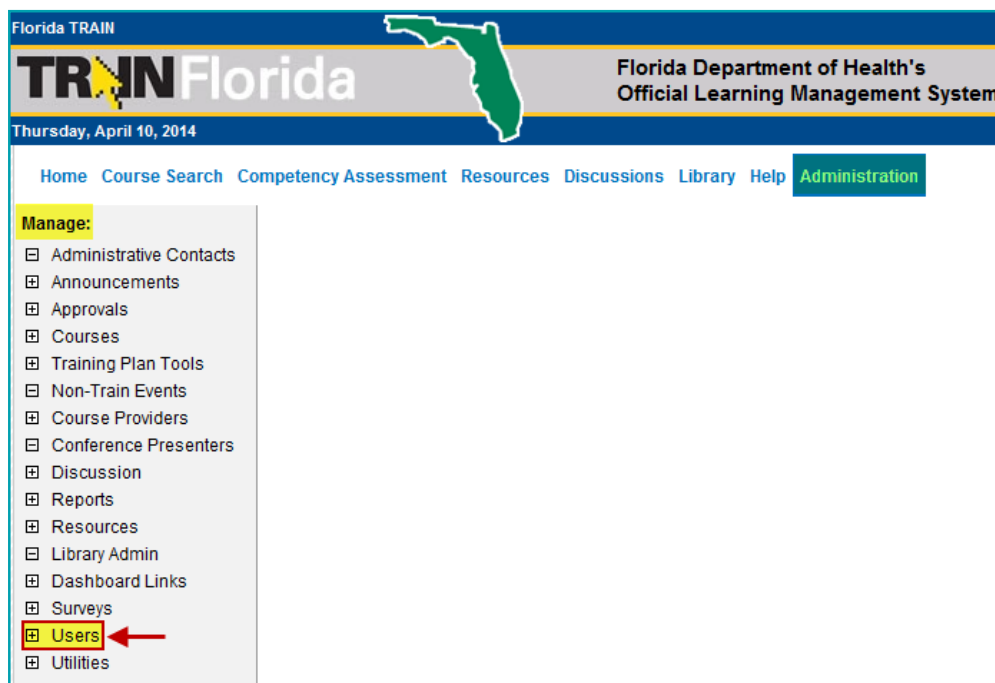 Florida TRAIN
TRAIN Florida
Florida Department of Health's
Official Learning Management System
Thursday, April 10, 2014
Home Course Search Competency Assessment Resources Discussions Library Help Administration
Manage:
Administrative Contacts
Announcements
Approvals
Courses
Training Plan Tools
Non-Train Events
Course Providers
Conference Presenters
Discussion
Reports
Resources
Library Admin
Dashboard Links
Surveys
Users
Utilities